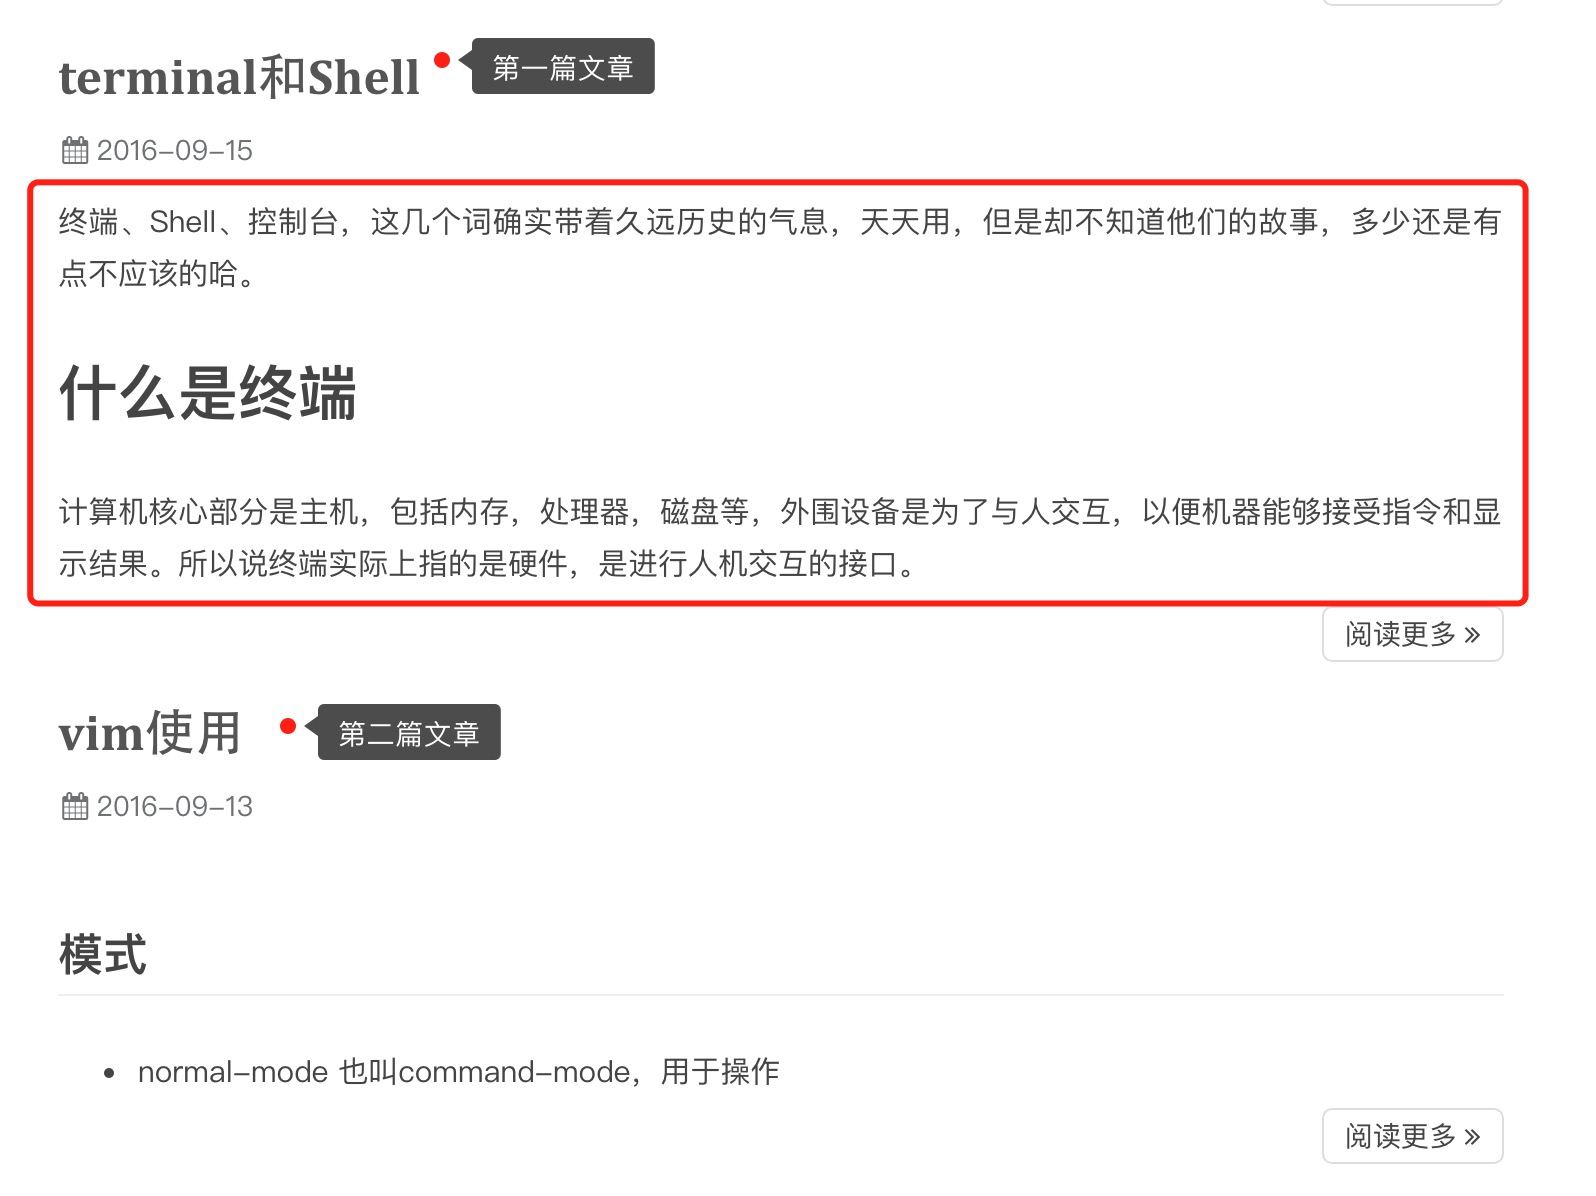 terminal和Shell
第一篇文章
2016-09-15
终端、Shell、控制台，这几个词确实带着久远历史的气息，天天用，但是却不知道他们的故事，多少还是有
点不应该的哈。
什么是终端
计算机核心部分是主机，包括内存，处理器，磁盘等，外围设备是为了与人交互，以便机器能够接受指令和显
示结果。所以说终端实际上指的是硬件，是进行人机交互的接口。
阅读更多 »
vim使用
第二篇文章
2016-09-13
模式
• normal-mode 也叫command-mode，用于操作
阅读更多 »